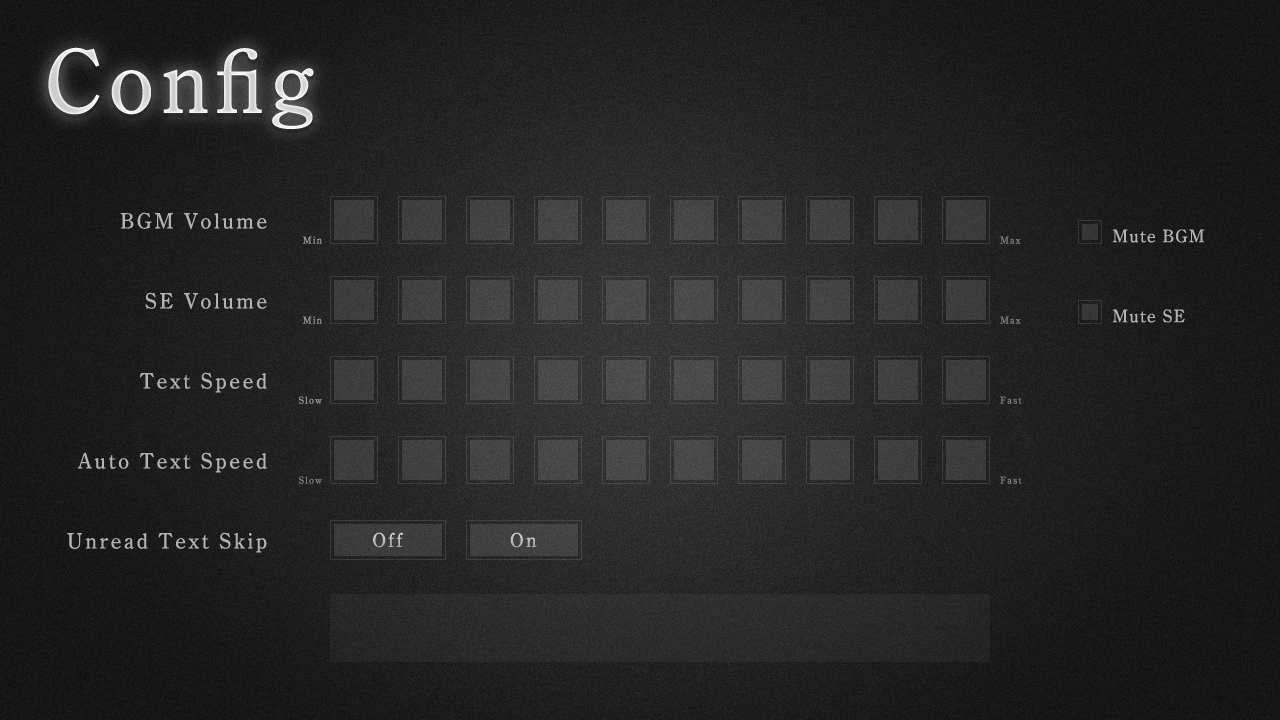 Config
BGM Volume
Min
Max
Mute BGM
SE Volume
Min
Max
Mute SE
Text Speed
Slow
Fast
Auto Text Speed
Slow
Fast
Unread Text Skip
Off
On